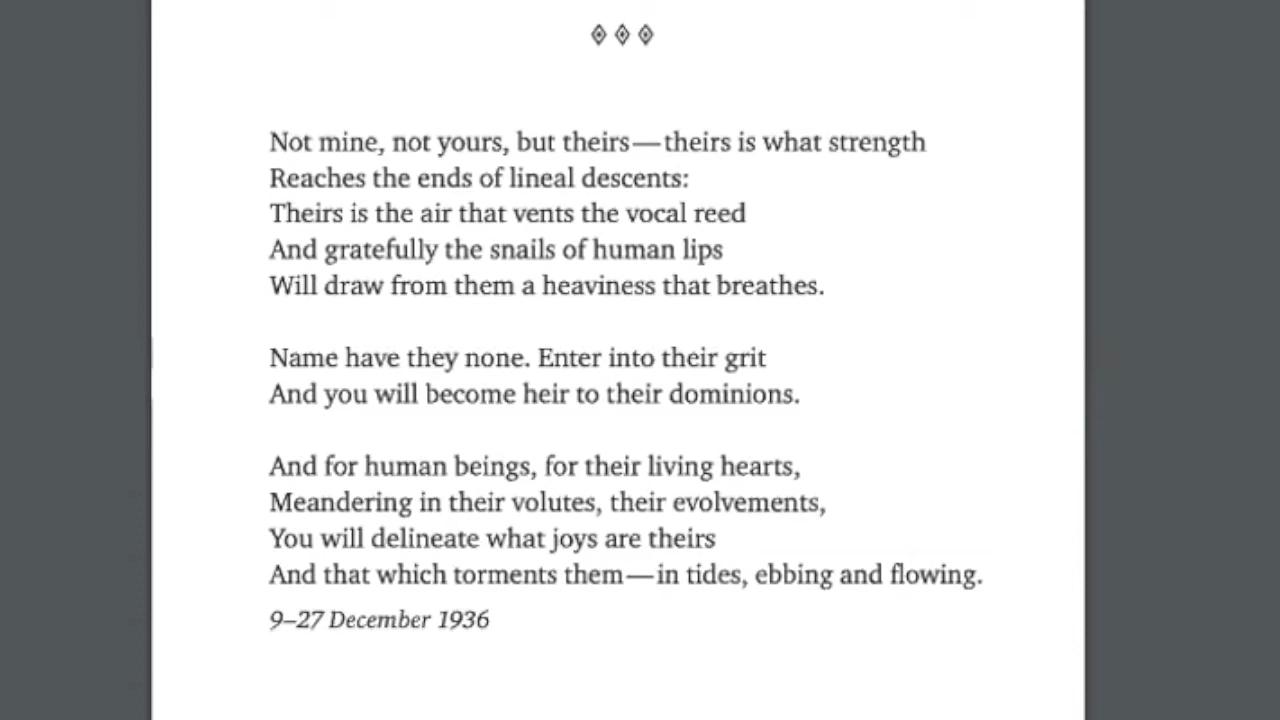 Not mine, not yours, but theirs—theirs is what strength
Reaches the ends of lineal descents:
Theirs is the air that vents the vocal reed
And gratefully the snails of human lips
Will draw from them a heaviness that breathes.
Name have they none. Enter into their grit
And you will become heir to their dominions.
And for human beings, for their living hearts,
Meandering in their volutes, their evolvements,
You will delineate what joys are theirs
And that which torments them—in tides, ebbing and flowing.
9–27 December 1936